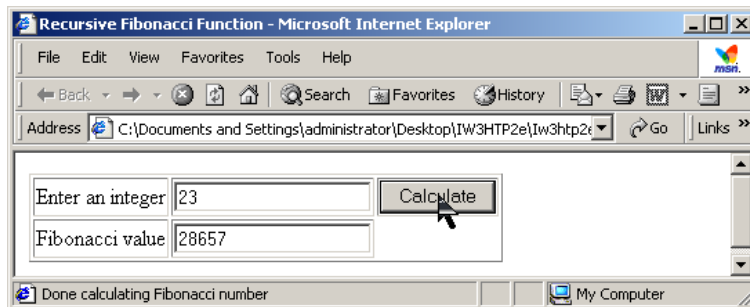 Recursive Fibonacci Function - Microsoft Internet Explorer
File Edit View Favorites Tools Help
msn.
Back Search Favorites History W »
Address C:\Documents and Settings\administrator\Desktop\IW3HTP2e\Iw3htp2e Go Links »
Enter an integer 23 Calculate
Fibonacci value 28657
Done calculating Fibonacci number My Computer